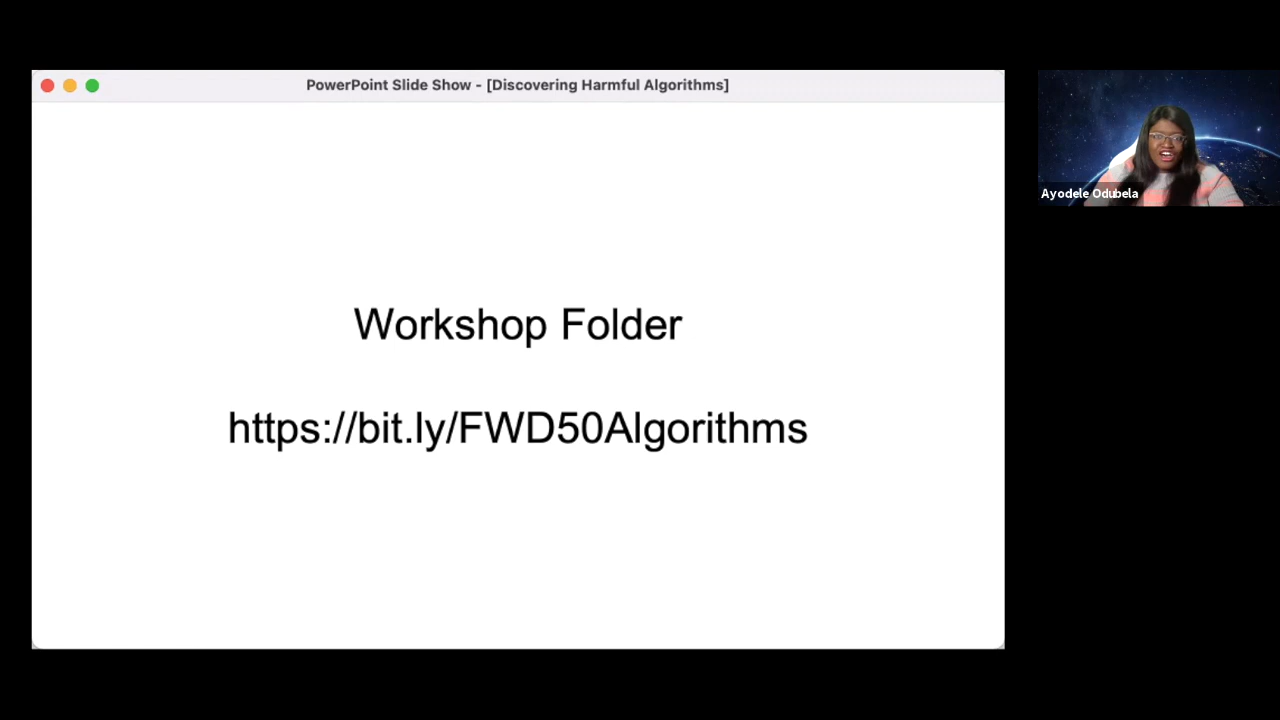 PowerPoint Slide Show - [Discovering Harmful Algorithms]
Workshop Folder
https://bit.ly/FWD50Algorithms
Ayodele Odubela